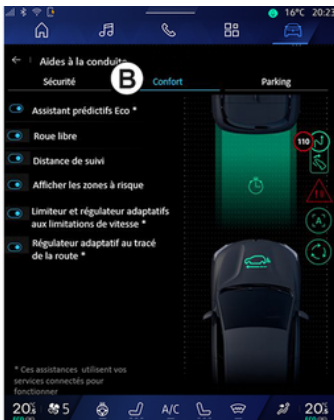 16°C 20:23
Aides à la conduite
Sécurité
B
Confort
Parking
Assistant prédictifs Eco *
Roue libre
110
Distance de suivi
Afficher les zones à risque
Limiteur et régulateur adaptatifs
aux limitations de vitesse *
(A)
Régulateur adaptatif au tracé
de la route *
* Ces assistances utilisent vos
services connectés pour
fonctionner
5
A/C